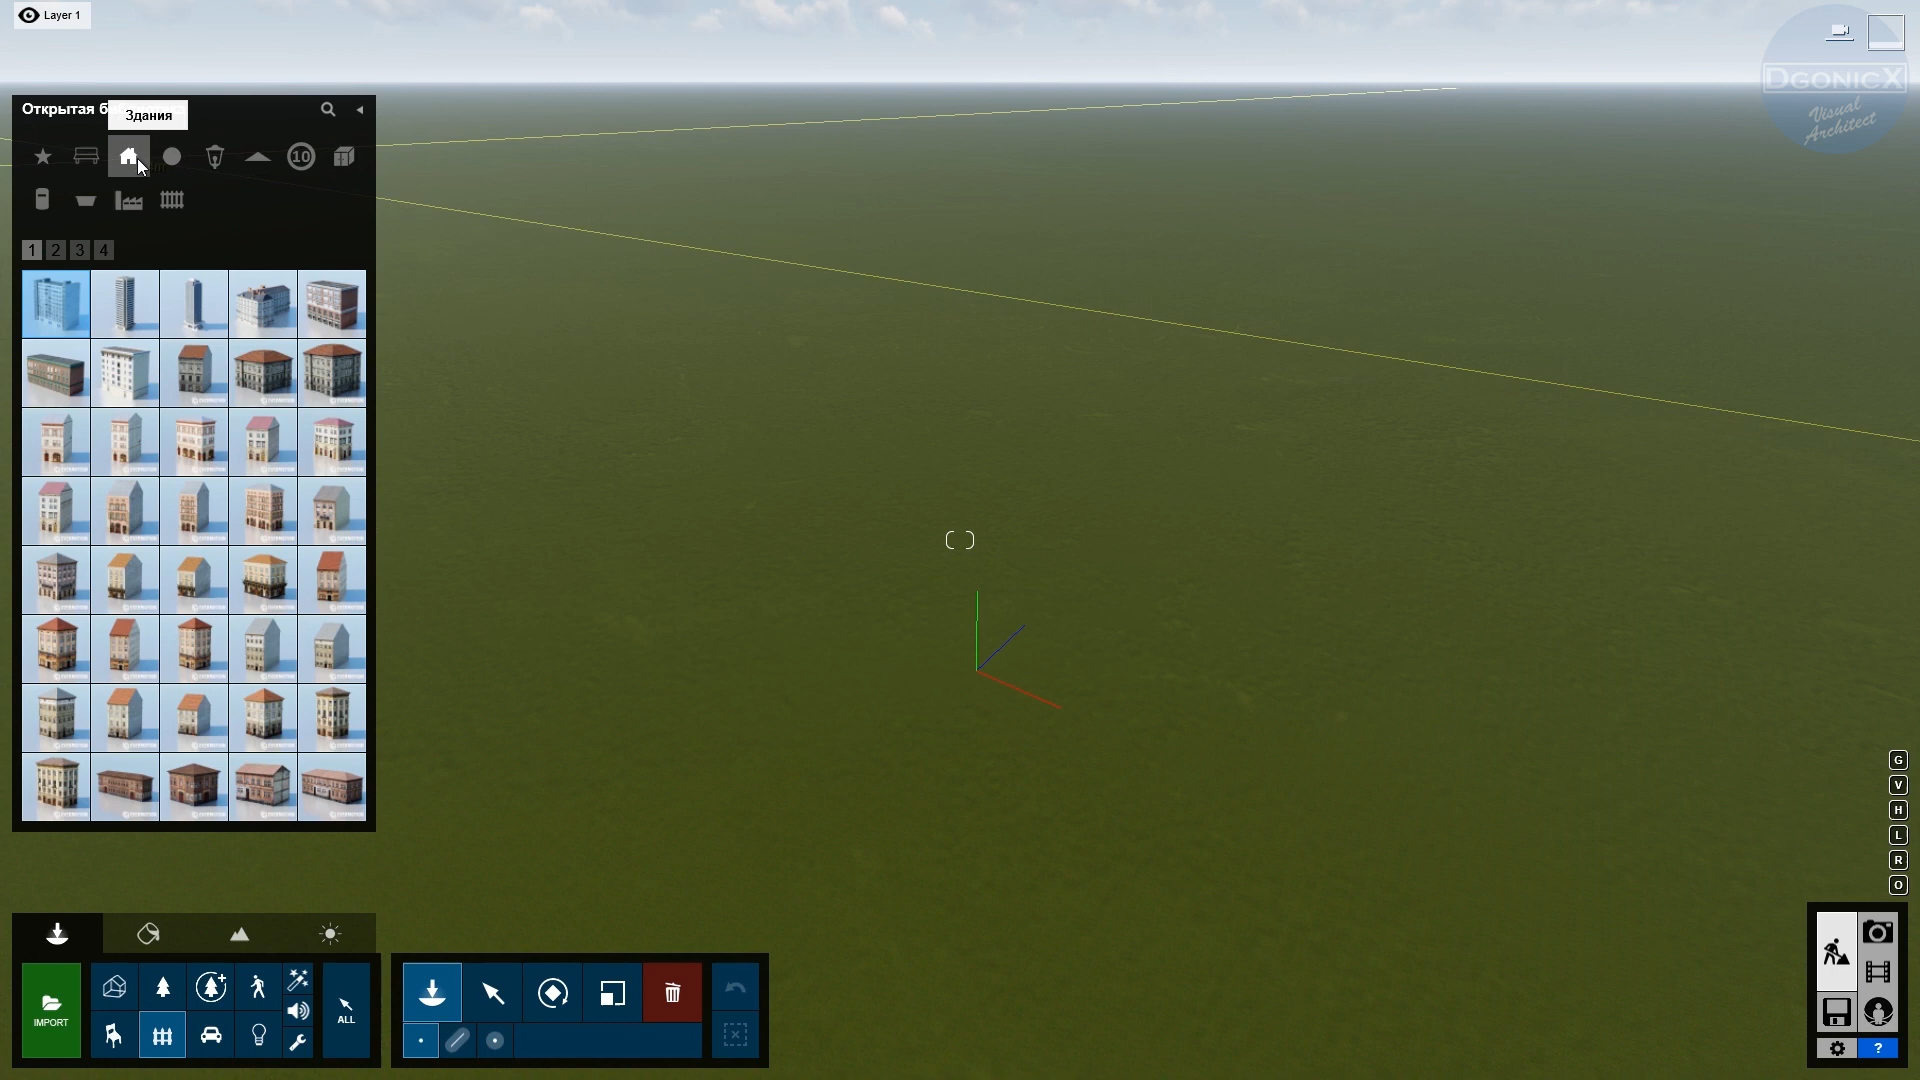 Layer 1
DGONICX
Visual
Architect
Открытая б
Здания
10
1 2 3 4
G
V
H
L
R
O
IMPORT
ALL
?